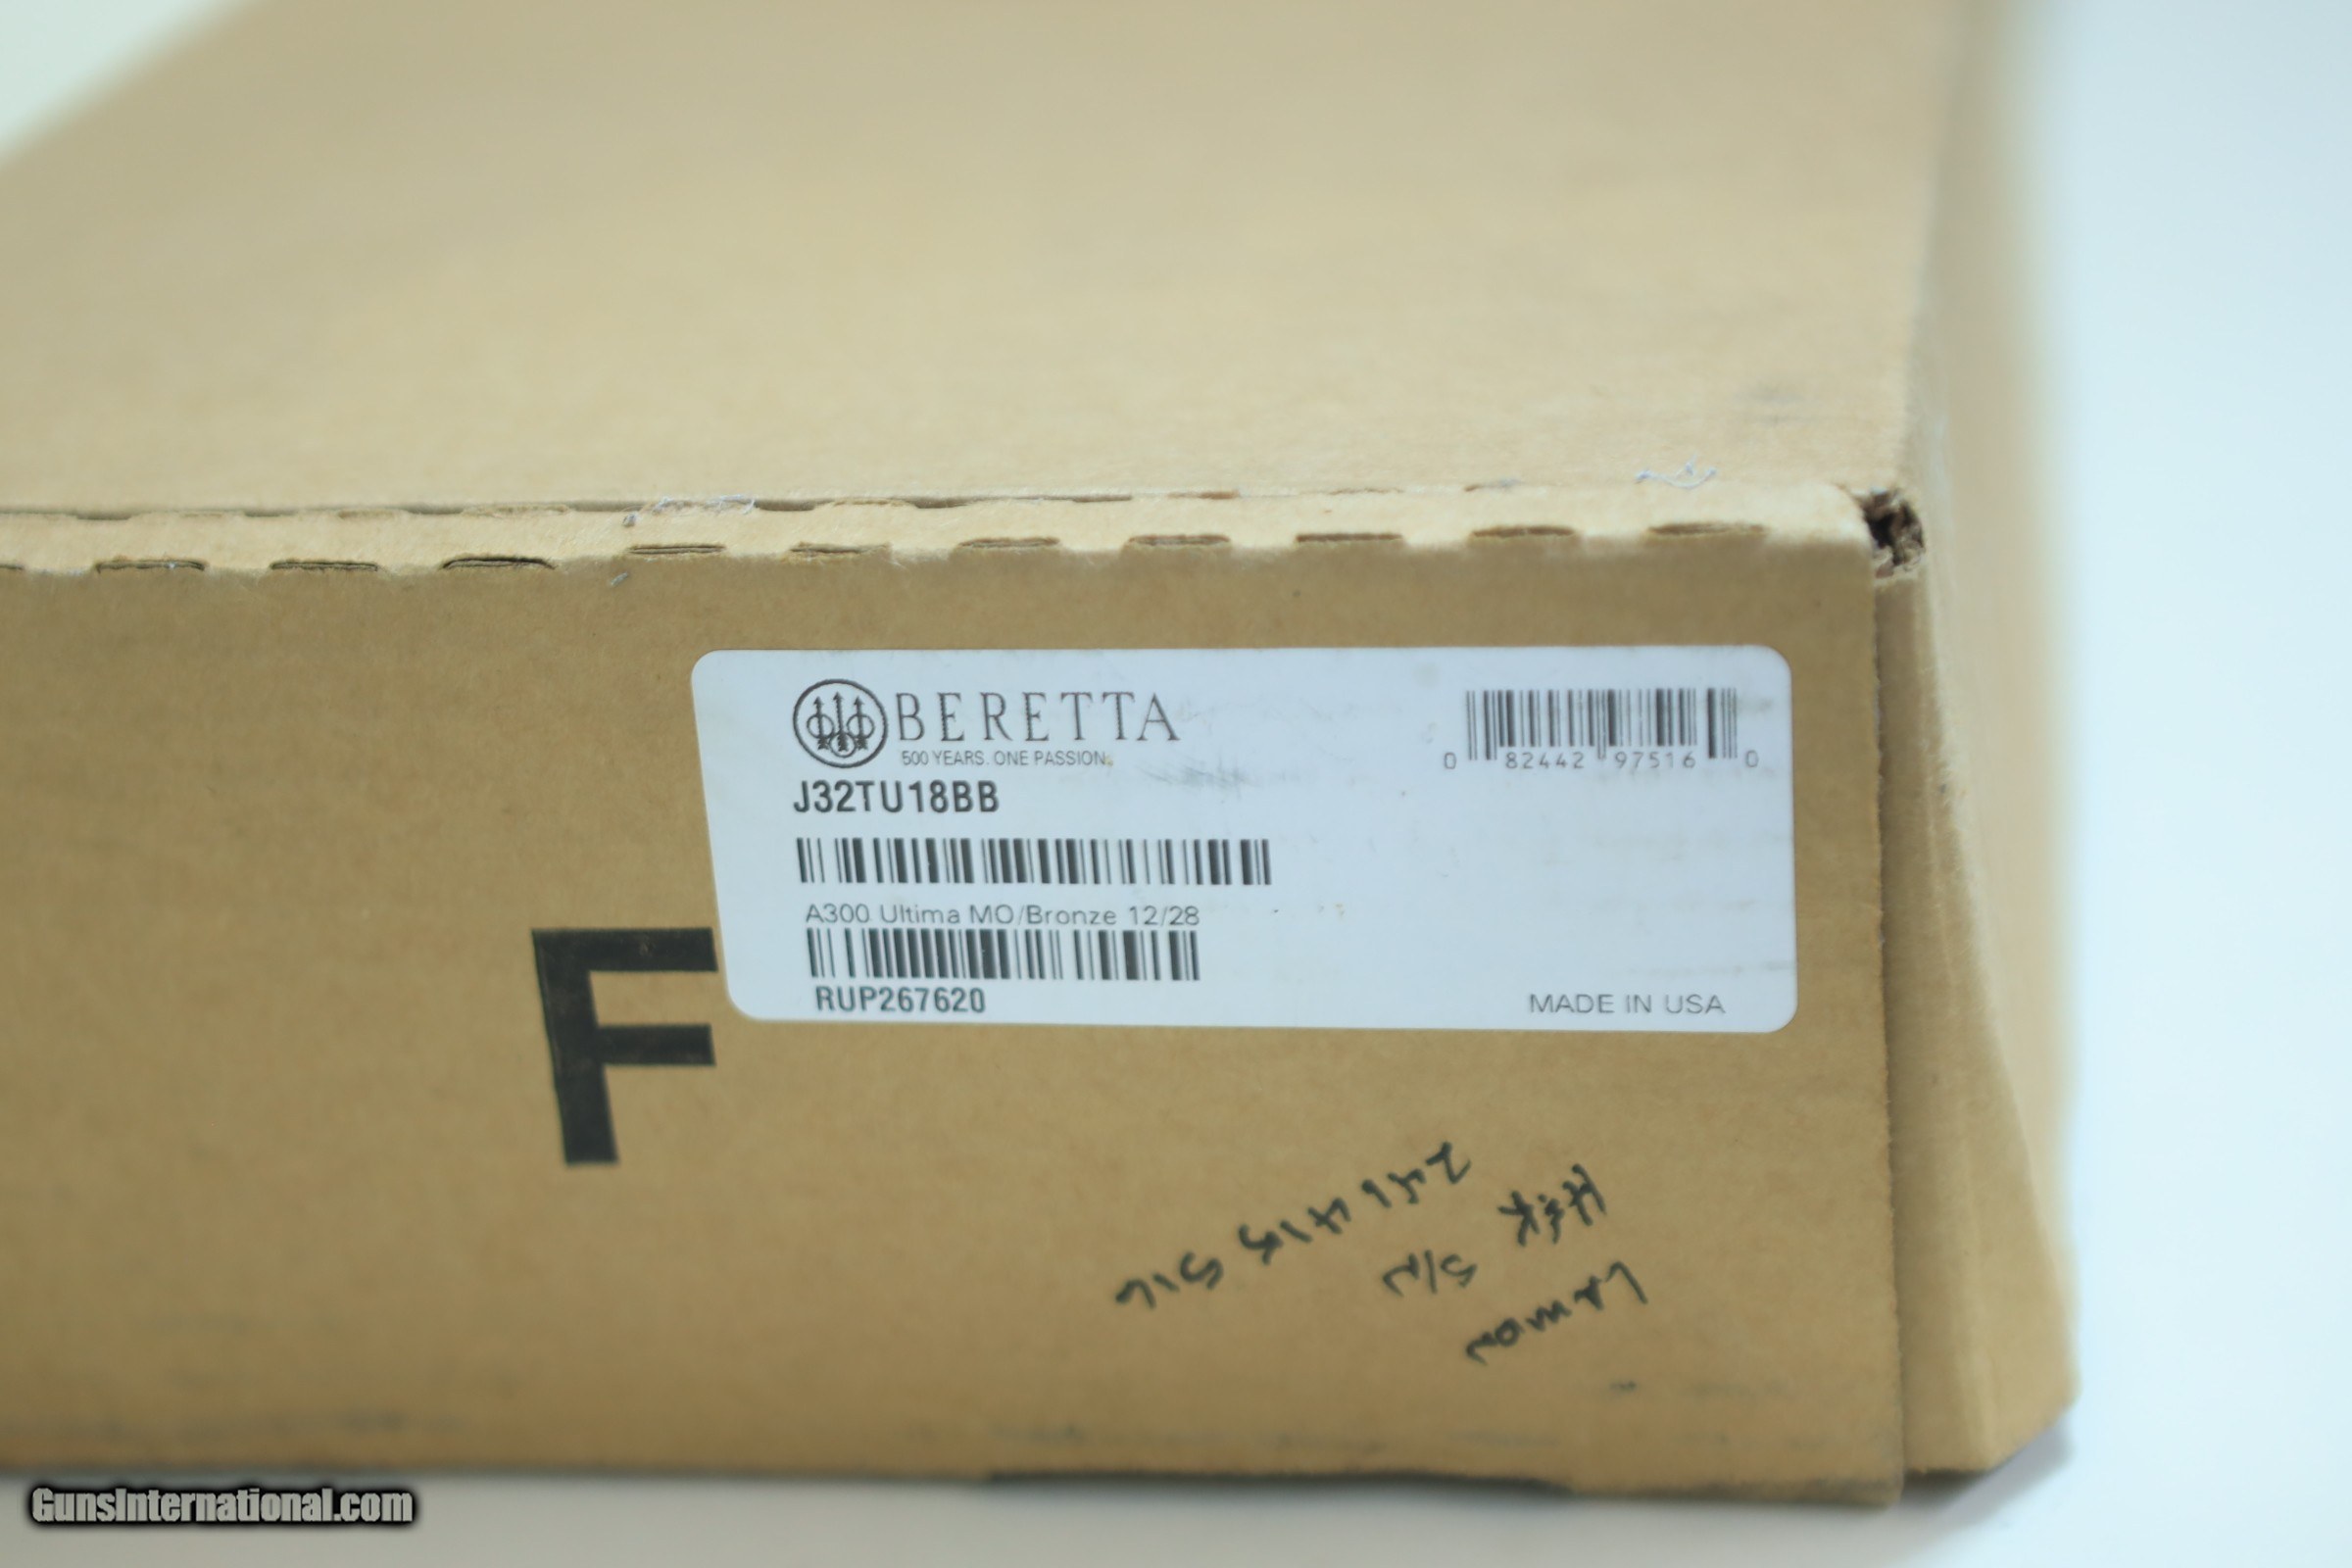 BERETTA
500 YEARS. ONE PASSION.
0 82442 97516 0
J32TU18BB
A300 Ultima MO/Bronze 12/28
RUP267620
MADE IN USA
F
H&K
S/N
GunsInternational.com